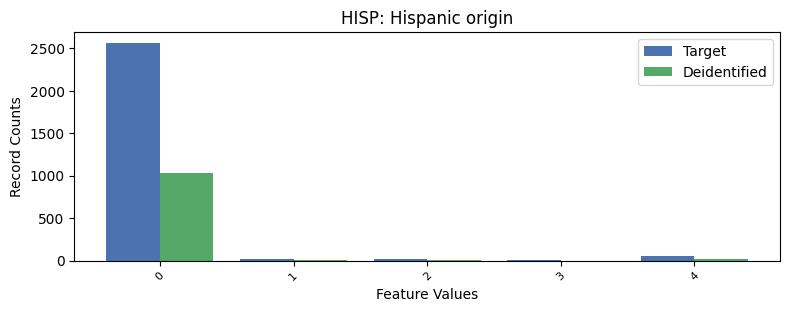 HISP: Hispanic origin
Target
Deidentified
Record Counts
2500
2000
1500
1000
500
0
0
1
2
3
4
Feature Values